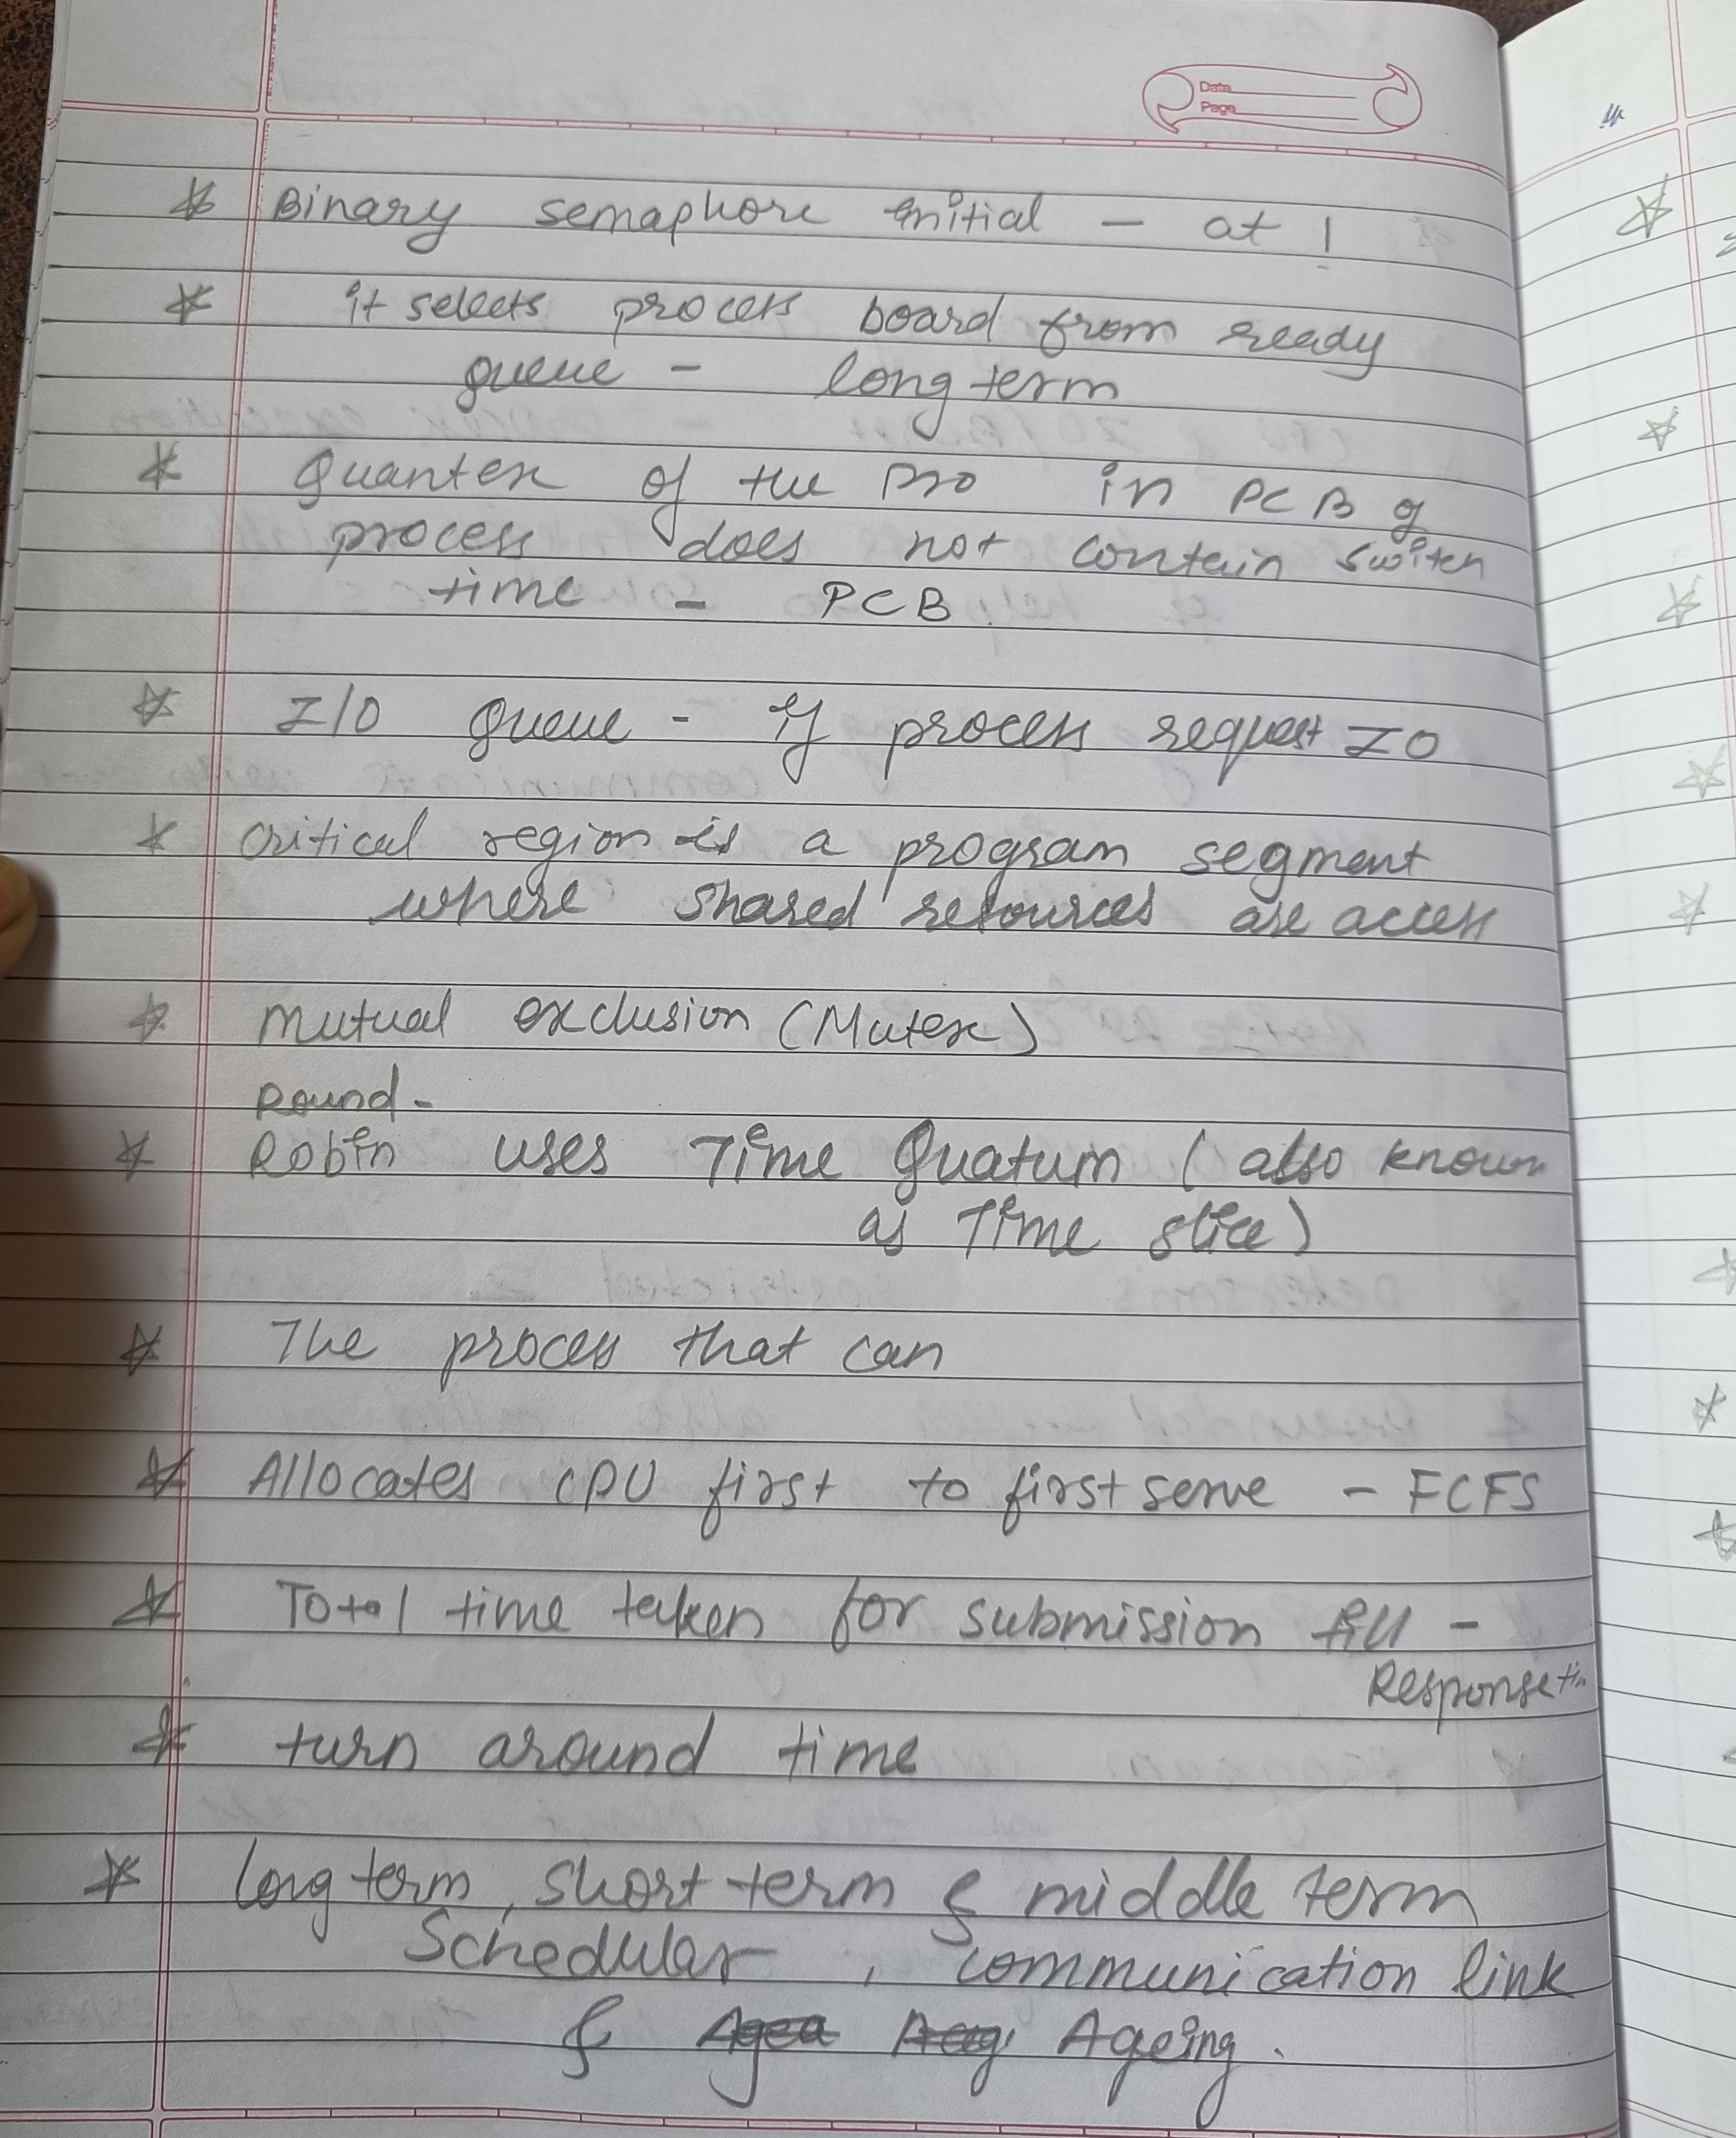 Date
Page
* Binary semaphore initial - at 1
* it selects process board from ready
queue - long term
* Quanter of the pro in PCB of
process does not contain switch
time - PCB
* I/O queue - if process request IO
* critical region is a program segment
where shared resources are access
* Mutual exclusion (Mutex)
Round -
* Robin uses Time Quatum (also known
as Time slice)
* The process that can
* Allocates CPU first to first serve - FCFS
* Total time taken for submission till -
Response
* turn around time
* long term, short term & middle term
Schedular, communication link
& Ageing.